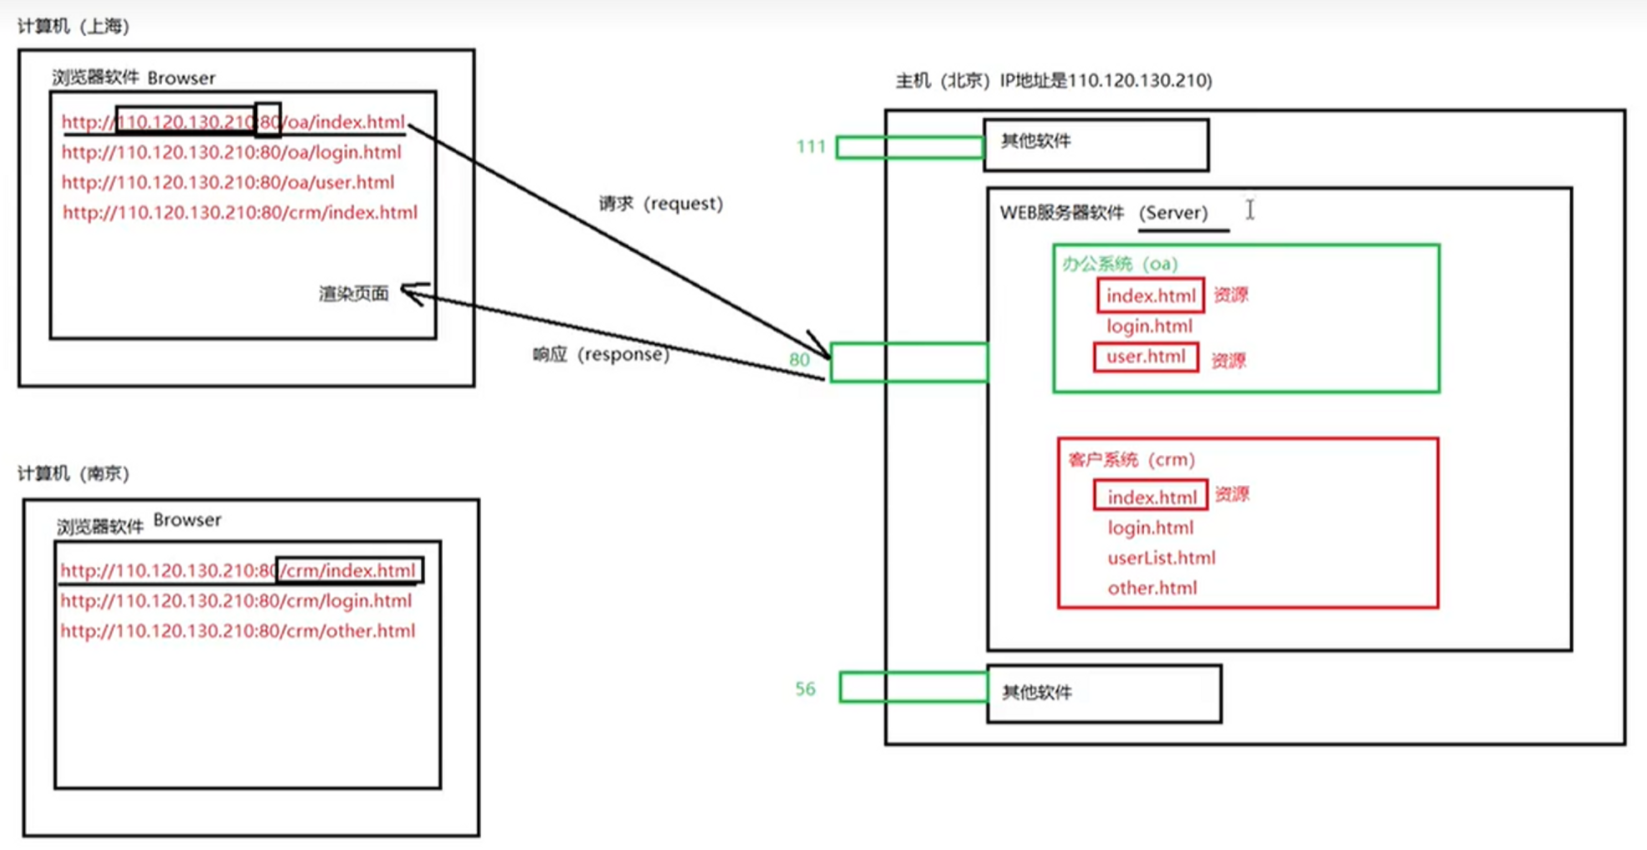 计算机（上海）
浏览器软件 Browser
http://110.120.130.210:80/oa/index.html
http://110.120.130.210:80/oa/login.html
http://110.120.130.210:80/oa/user.html
http://110.120.130.210:80/crm/index.html
渲染页面
请求（request）
响应（response）
计算机（南京）
浏览器软件 Browser
http://110.120.130.210:80/crm/index.html
http://110.120.130.210:80/crm/login.html
http://110.120.130.210:80/crm/other.html
主机（北京）IP地址是110.120.130.210)
111
其他软件
WEB服务器软件 （Server）
办公系统（oa）
index.html 资源
login.html
user.html 资源
80
客户系统（crm）
index.html 资源
login.html
userList.html
other.html
56
其他软件